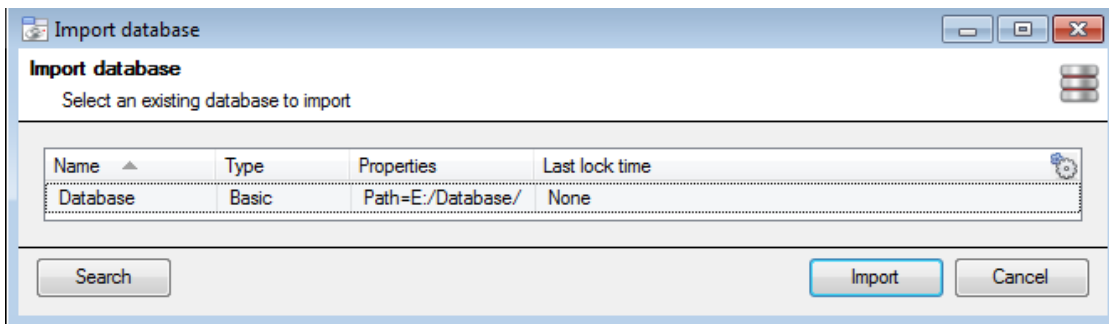 Import database
Import database
Select an existing database to import
Name Type Properties Last lock time
Database Basic Path=E:/Database/ None
Search Import Cancel